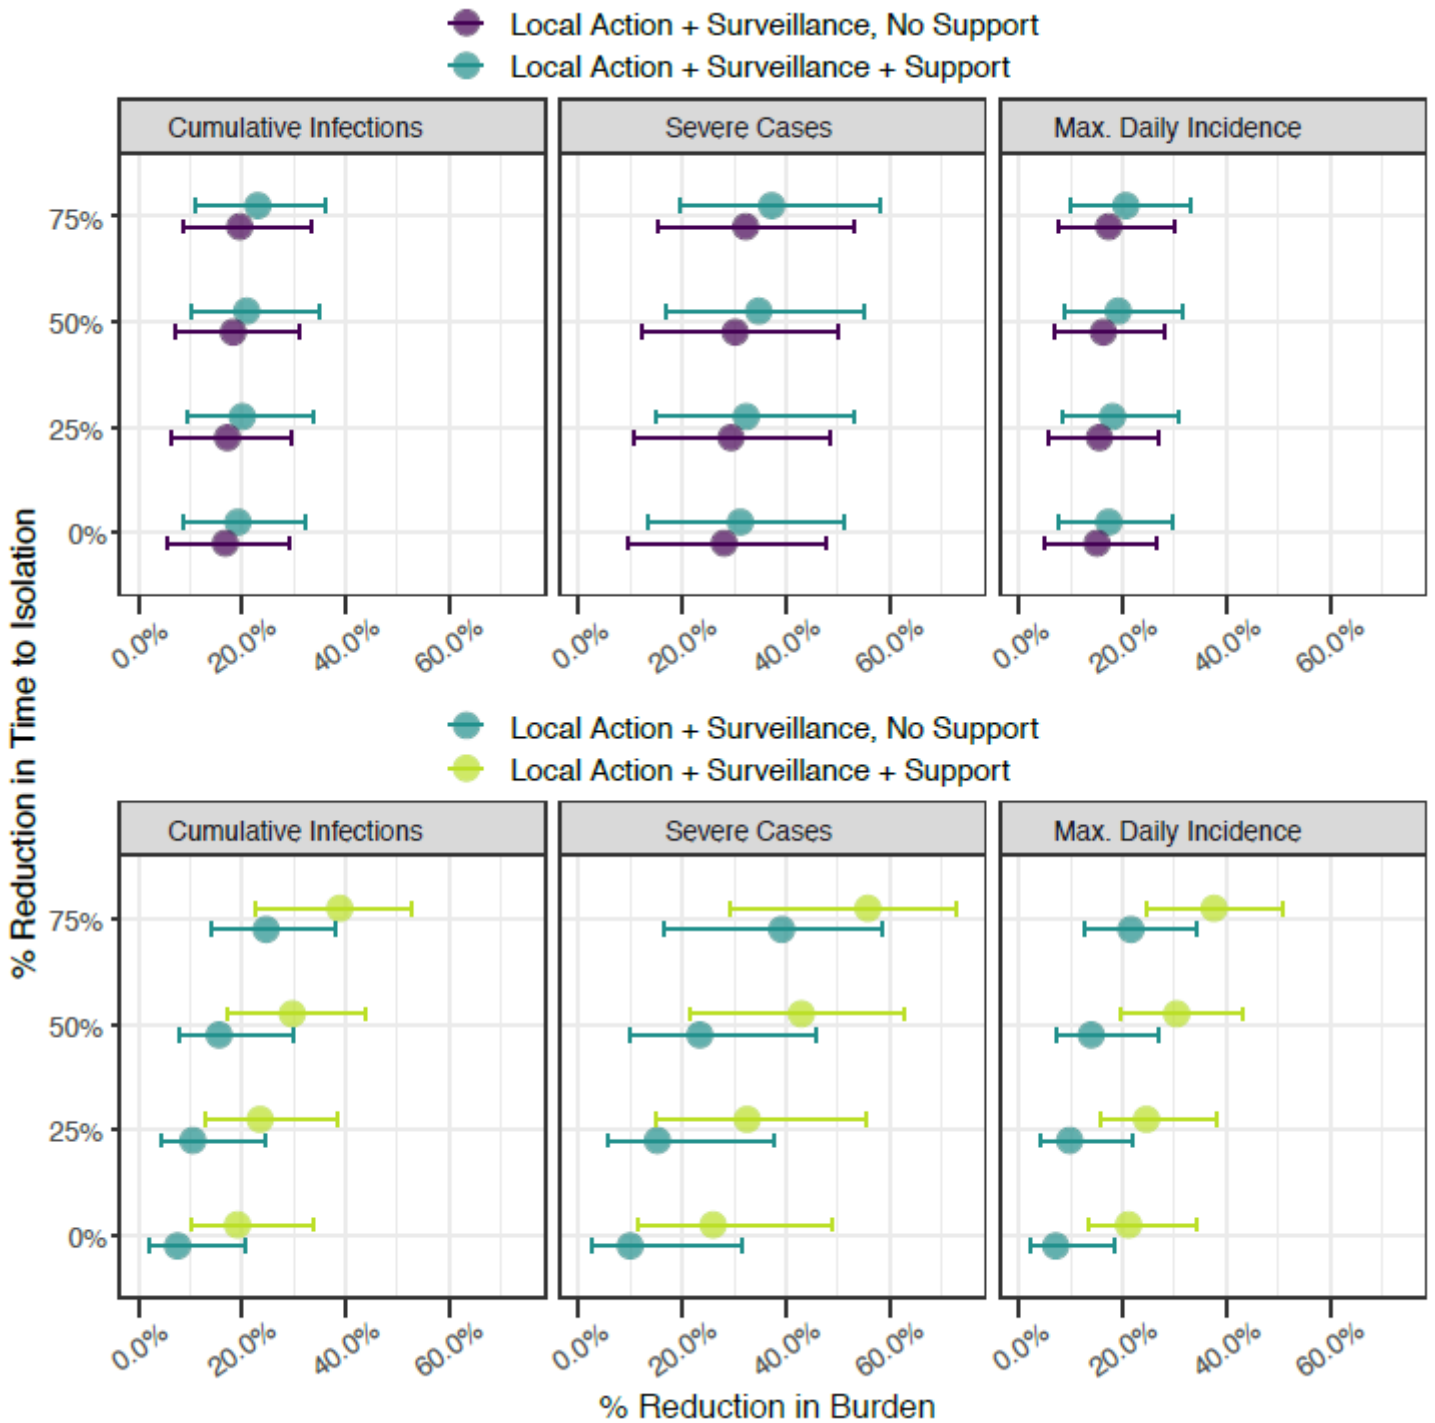 Local Action + Surveillance, No Support
Local Action + Surveillance + Support
Cumulative Infections
Severe Cases
Max. Daily Incidence
75%
50%
25%
0%
0.0%
20.0%
40.0%
60.0%
0.0%
20.0%
40.0%
60.0%
0.0%
20.0%
40.0%
60.0%
% Reduction in Time to Isolation
Local Action + Surveillance, No Support
Local Action + Surveillance + Support
Cumulative Infections
Severe Cases
Max. Daily Incidence
75%
50%
25%
0%
0.0%
20.0%
40.0%
60.0%
0.0%
20.0%
40.0%
60.0%
0.0%
20.0%
40.0%
60.0%
% Reduction in Burden